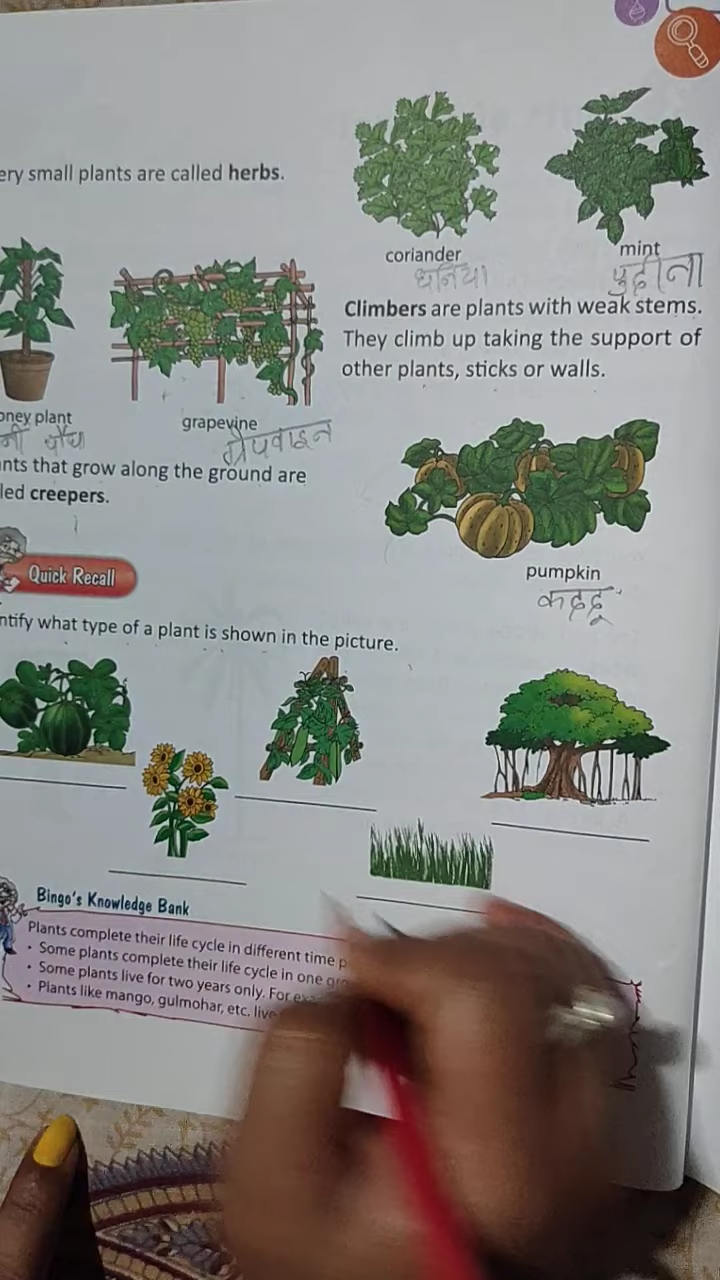 ery small plants are called herbs.
coriander
धनिया
mint
पुदीना
Climbers are plants with weak stems.
They climb up taking the support of
other plants, sticks or walls.
oney plant
नी पौधा
grapevine
ग्रेपवाइन
nts that grow along the ground are
led creepers.
pumpkin
कद्दू
Quick Recall
ntify what type of a plant is shown in the picture.
Bingo's Knowledge Bank
Plants complete their life cycle in different time p
• Some plants complete their life cycle in one gro
• Some plants live for two years only. For exa
• Plants like mango, gulmohar, etc. live